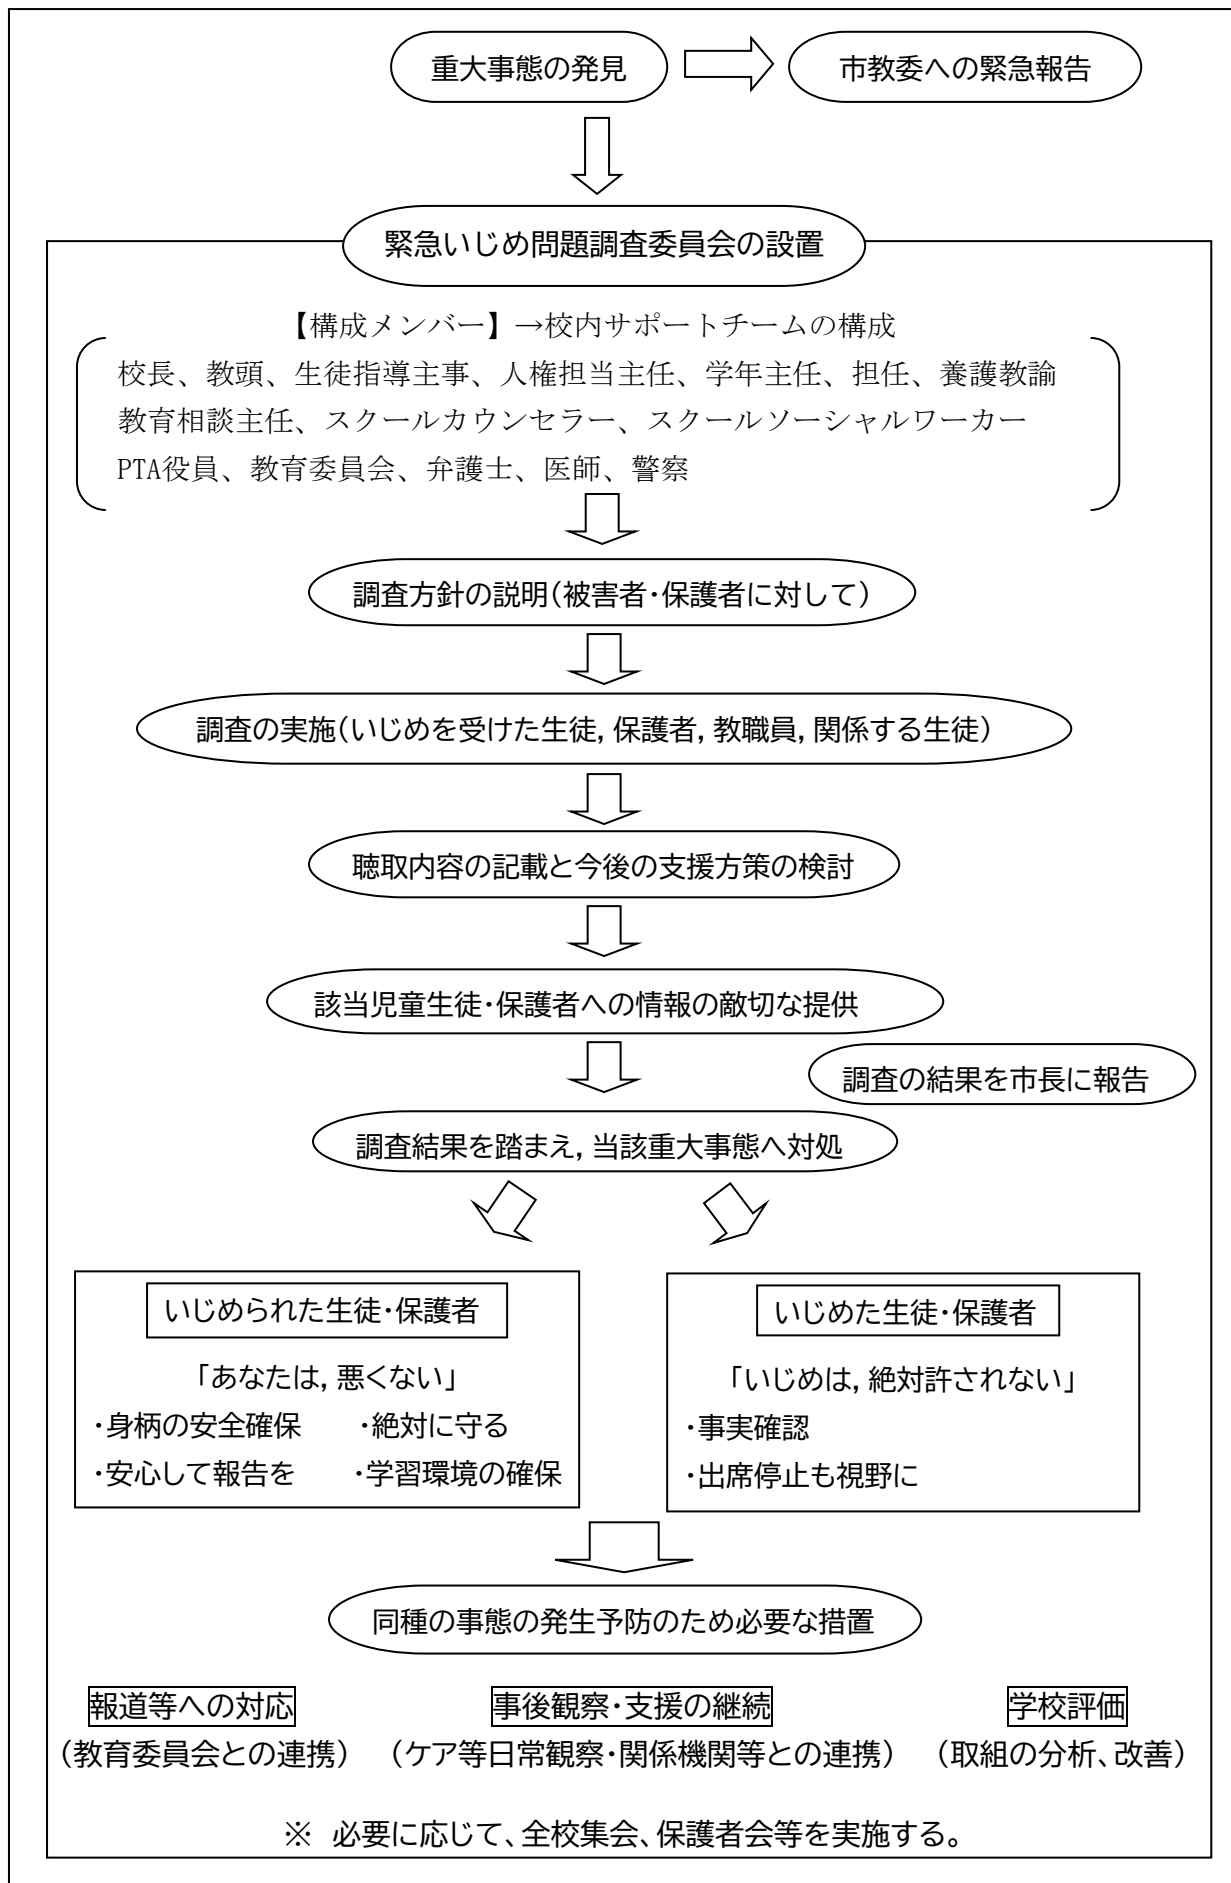 重大事態の発見
市教委への緊急報告
緊急いじめ問題調査委員会の設置
【構成メンバー】→校内サポートチームの構成
校長、教頭、生徒指導主事、人権担当主任、学年主任、担任、養護教諭
教育相談主任、スクールカウンセラー、スクールソーシャルワーカー
PTA役員、教育委員会、弁護士、医師、警察
調査方針の説明(被害者・保護者に対して)
調査の実施(いじめを受けた生徒,保護者,教職員,関係する生徒)
聴取内容の記載と今後の支援方策の検討
該当児童生徒・保護者への情報の敵切な提供
調査の結果を市長に報告
調査結果を踏まえ,当該重大事態へ対処
いじめられた生徒・保護者
「あなたは,悪くない」
・身柄の安全確保 ・絶対に守る
・安心して報告を ・学習環境の確保
いじめた生徒・保護者
「いじめは,絶対許されない」
・事実確認
・出席停止も視野に
同種の事態の発生予防のため必要な措置
報道等への対応 事後観察・支援の継続 学校評価
(教育委員会との連携) (ケア等日常観察・関係機関等との連携) (取組の分析、改善)
※ 必要に応じて、全校集会、保護者会等を実施する。